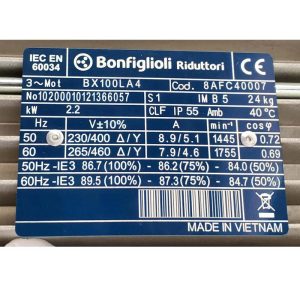 IEC EN 60034
Bonfiglioli Riduttori
CE
3~Mot BX100LA4 Cod. 8AFC40007
No10200010121366057 S1 IM B5 24kg
kW 2.2 CLF IP 55 Amb 40°C
Hz V±10% A min⁻¹ cosφ
50 230/400 Δ/Y 8.9/5.1 1445 0.72
60 265/460 Δ/Y 7.9/4.6 1755 0.69
50Hz-IE3 86.7(100%) - 86.2(75%) - 84.0(50%)
60Hz-IE3 89.5(100%) - 87.3(75%) - 84.7(50%)
MADE IN VIETNAM